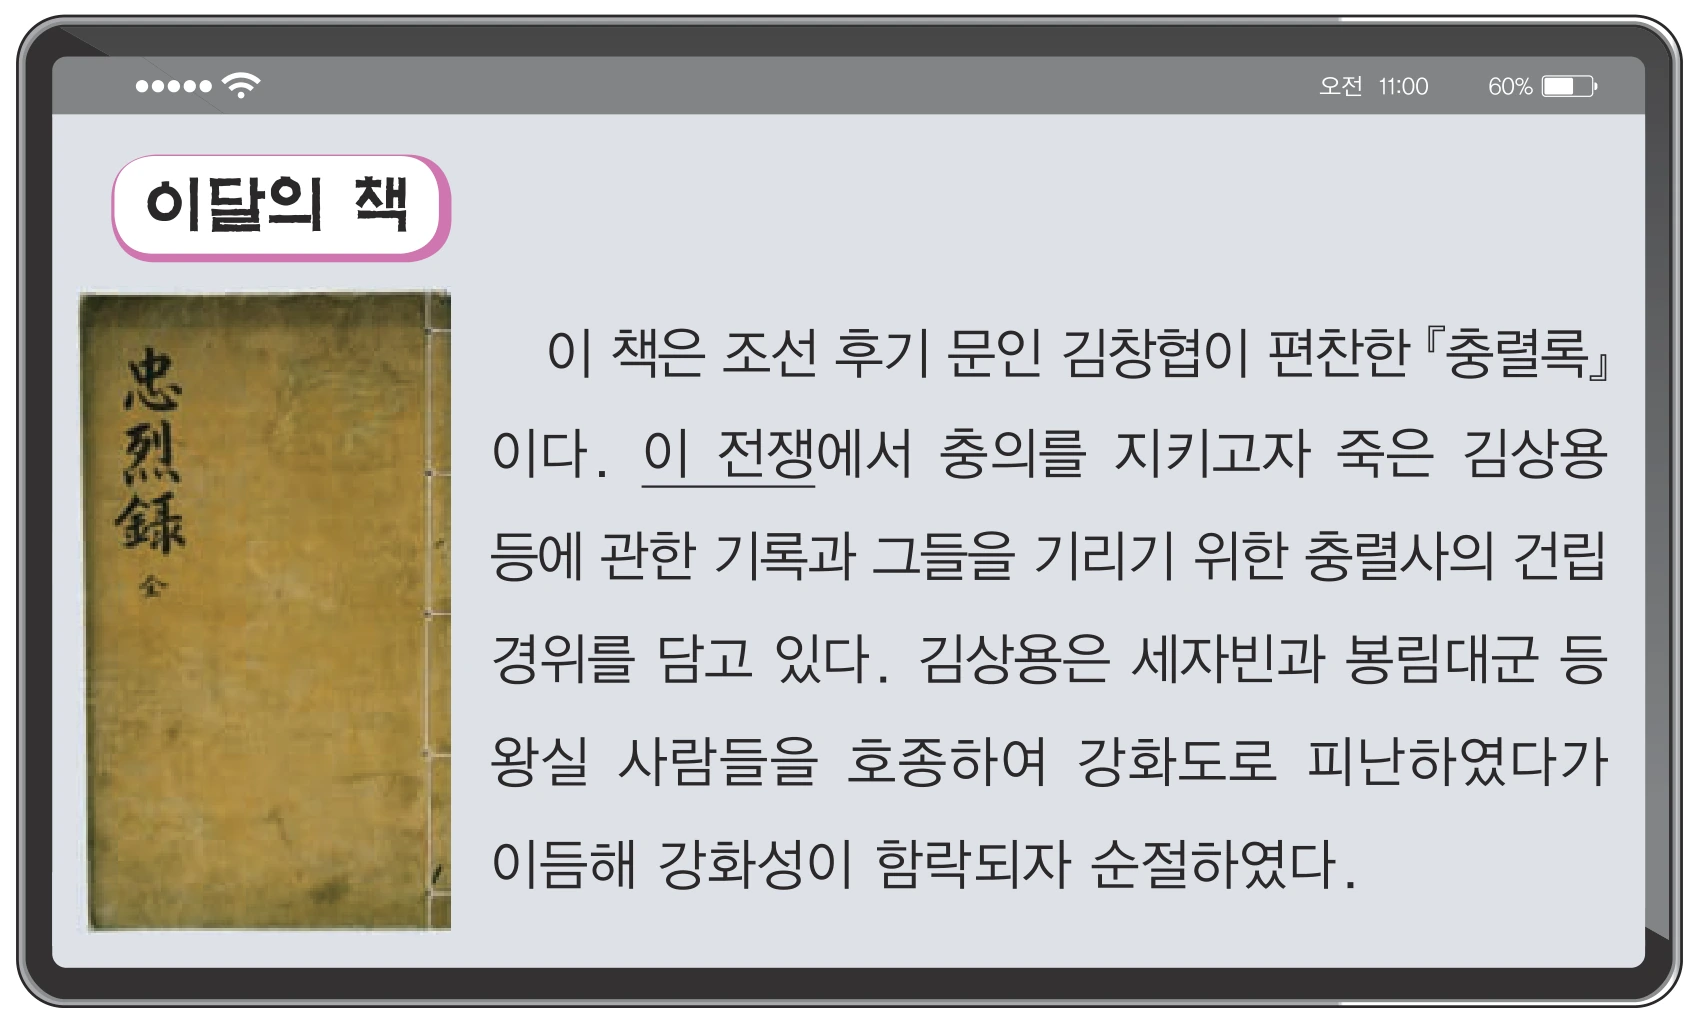 오전 11:00 60%
이달의 책
忠烈錄 全
이 책은 조선 후기 문인 김창협이 편찬한 『충렬록』
이다. 이 전쟁에서 충의를 지키고자 죽은 김상용
등에 관한 기록과 그들을 기리기 위한 충렬사의 건립
경위를 담고 있다. 김상용은 세자빈과 봉림대군 등
왕실 사람들을 호종하여 강화도로 피난하였다가
이듬해 강화성이 함락되자 순절하였다.